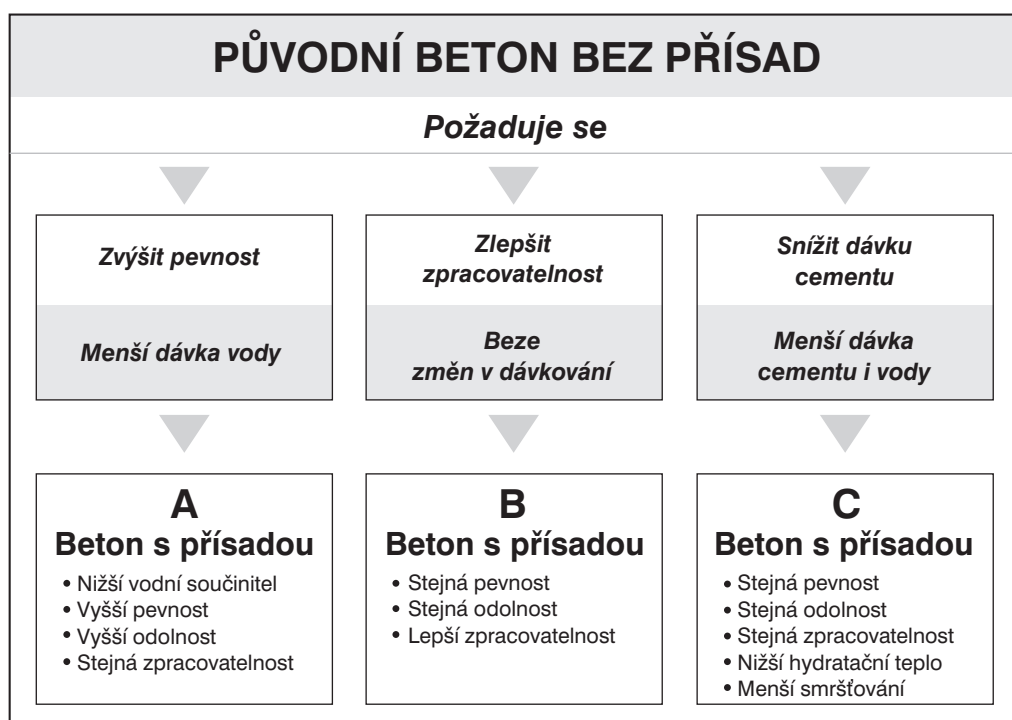 PŮVODNÍ BETON BEZ PŘÍSAD
Požaduje se
Zvýšit pevnost
Menší dávka vody
Zlepšit
zpracovatelnost
Beze
změn v dávkování
Snížit dávku
cementu
Menší dávka
cementu i vody
A
Beton s přísadou
• Nižší vodní součinitel
• Vyšší pevnost
• Vyšší odolnost
• Stejná zpracovatelnost
B
Beton s přísadou
• Stejná pevnost
• Stejná odolnost
• Lepší zpracovatelnost
C
Beton s přísadou
• Stejná pevnost
• Stejná odolnost
• Stejná zpracovatelnost
• Nižší hydratační teplo
• Menší smršťování